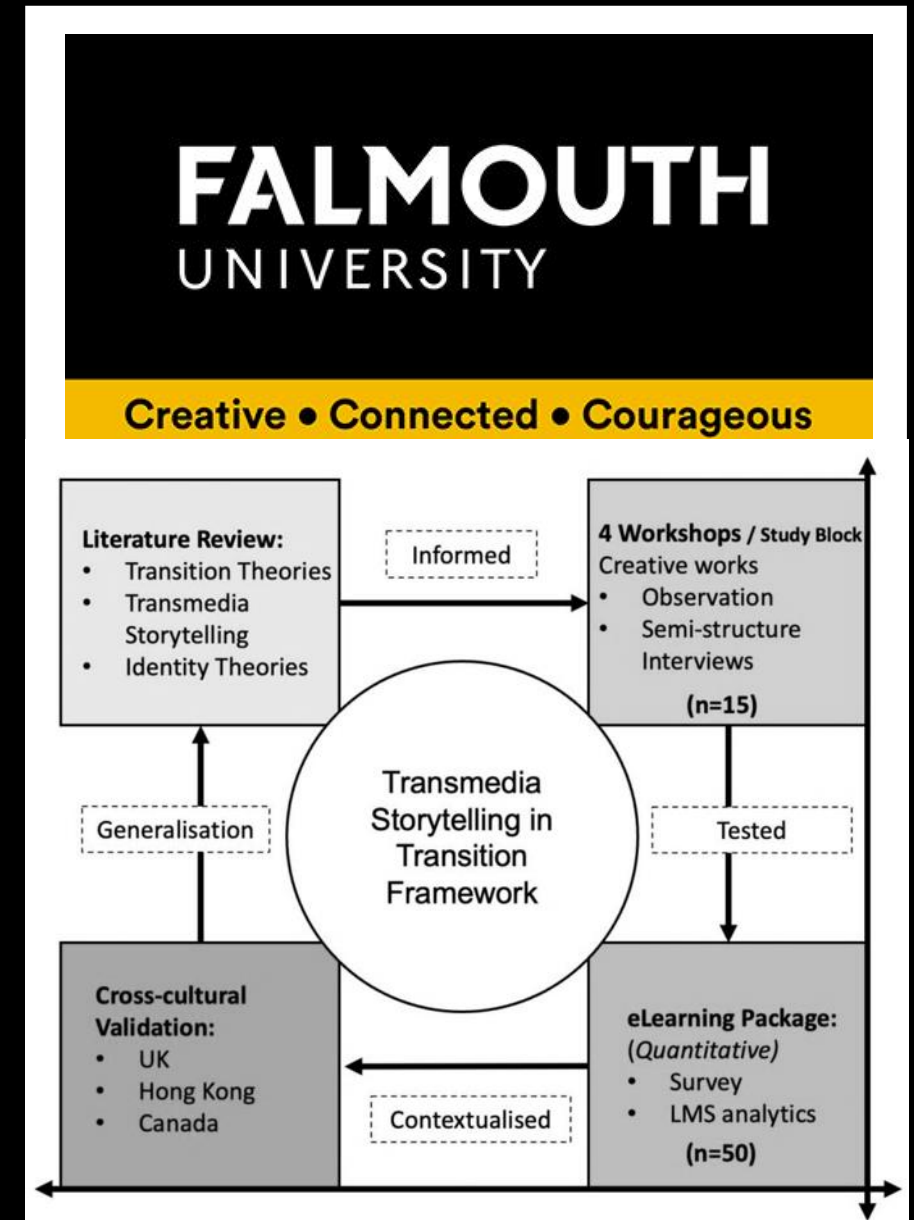 FALMOUTH
UNIVERSITY
Creative • Connected • Courageous
Literature Review:
• Transition Theories
• Transmedia
Storytelling
• Identity Theories
Informed
4 Workshops / Study Block
Creative works
• Observation
• Semi-structure
Interviews
(n=15)
Transmedia
Storytelling in
Transition
Framework
Generalisation
Tested
Cross-cultural
Validation:
• UK
• Hong Kong
• Canada
Contextualised
eLearning Package:
(Quantitative)
• Survey
• LMS analytics
(n=50)